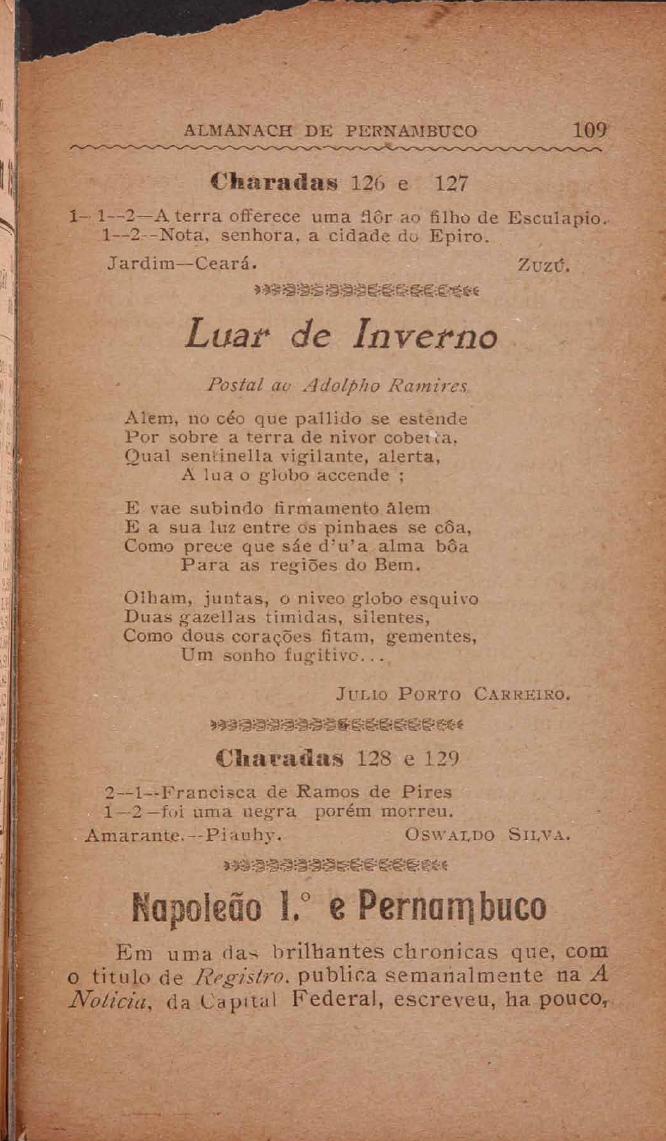 ALMANACH DE PERNAMBUCO 109
Charadas 126 e 127
1- 1--2—A terra offerece uma flôr ao filho de Esculapio.
1--2--Nota, senhora, a cidade do Epiro.
Jardim—Ceará. ZUZÚ.
Luar de Inverno
Postal ao Adolpho Ramires
Alem, no céo que pallido se estende
Por sobre a terra de nivor coberta,
Qual sentinella vigilante, alerta,
A lua o globo accende ;
E vae subindo firmamento àlem
E a sua luz entre os pinhaes se côa,
Como prece que sáe d'u'a alma bôa
Para as regiões do Bem.
Olham, juntas, o niveo globo esquivo
Duas gazellas timidas, silentes,
Como dous corações fitam, gementes,
Um sonho fugitivo...
JULIO PORTO CARREIRO.
Charadas 128 e 129
2--1--Francisca de Ramos de Pires
1—2—foi uma negra porém morreu.
Amarante.--Piauhy. OSWALDO SILVA.
Napoleão 1.° e Pernambuco
Em uma das brilhantes chronicas que, com
o titulo de Registro, publica semanalmente na A
Noticia, da Capital Federal, escreveu, ha pouco,